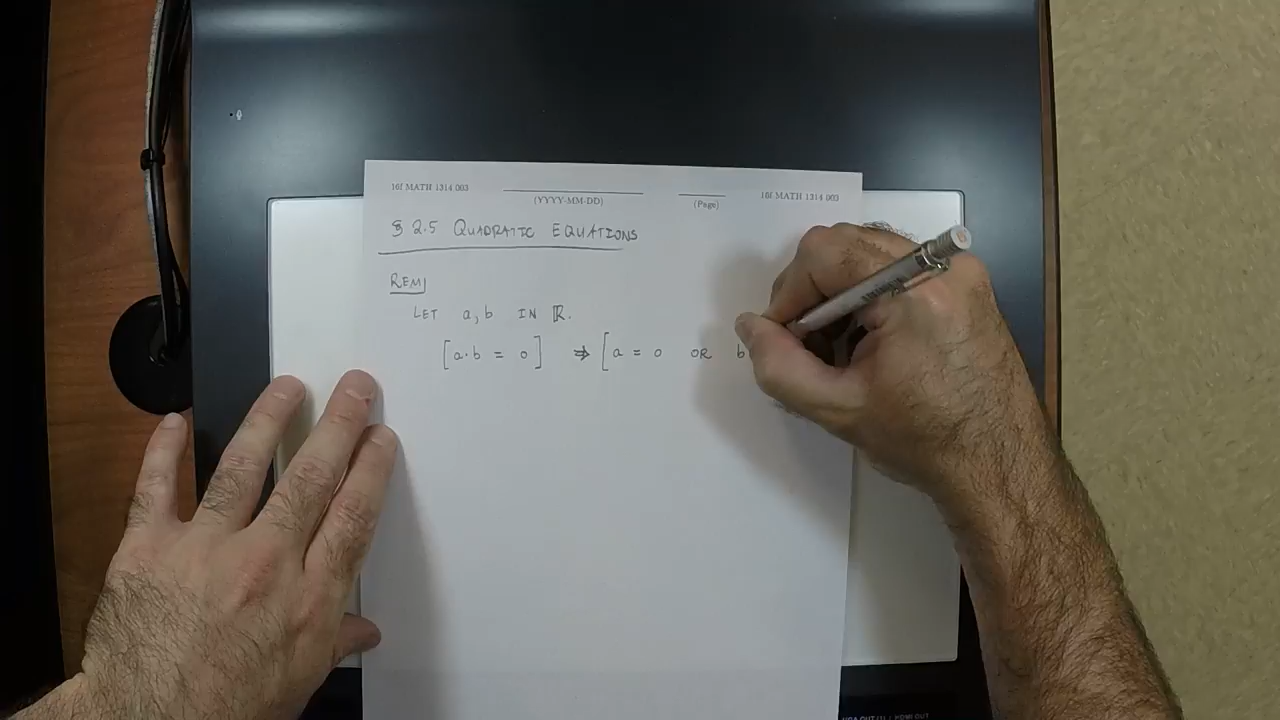 16f MATH 1314 003 16f MATH 1314 003
(YYYY-MM-DD) (Page)
§ 2.5 QUADRATIC EQUATIONS
REM
LET a, b IN ℝ.
[a·b = 0] ⇒ [a = 0 OR b